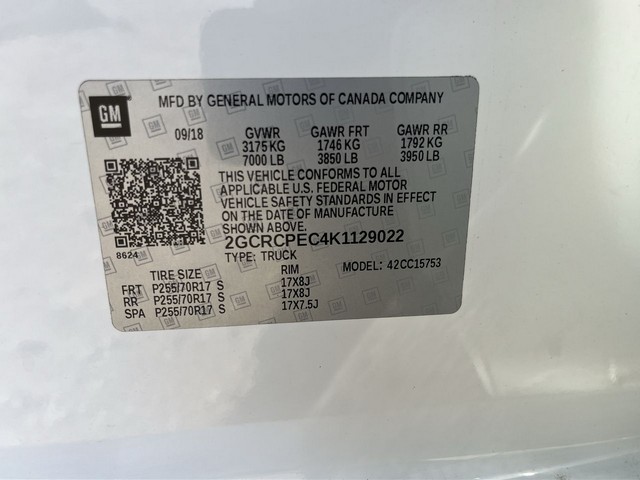 GM
MFD BY GENERAL MOTORS OF CANADA COMPANY
09/18 GVWR GAWR FRT GAWR RR
3175 KG 1746 KG 1792 KG
7000 LB 3850 LB 3950 LB
THIS VEHICLE CONFORMS TO ALL
APPLICABLE U.S. FEDERAL MOTOR
VEHICLE SAFETY STANDARDS IN EFFECT
ON THE DATE OF MANUFACTURE
SHOWN ABOVE.
2GCRCPEC4K1129022
8624
TYPE: TRUCK
MODEL: 42CC15753
TIRE SIZE RIM
FRT P255/70R17 S 17X8J
RR P255/70R17 S 17X8J
SPA P255/70R17 S 17X7.5J